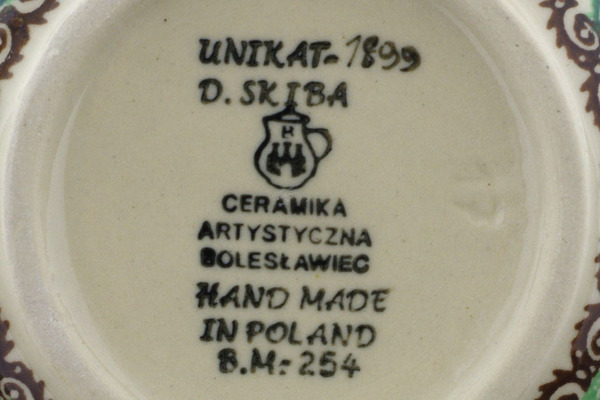 UNIKAT-1899
D. SKIBA
CERAMIKA
ARTYSTYCZNA
BOLESŁAWIEC
HAND MADE
IN POLAND
B.M.-254